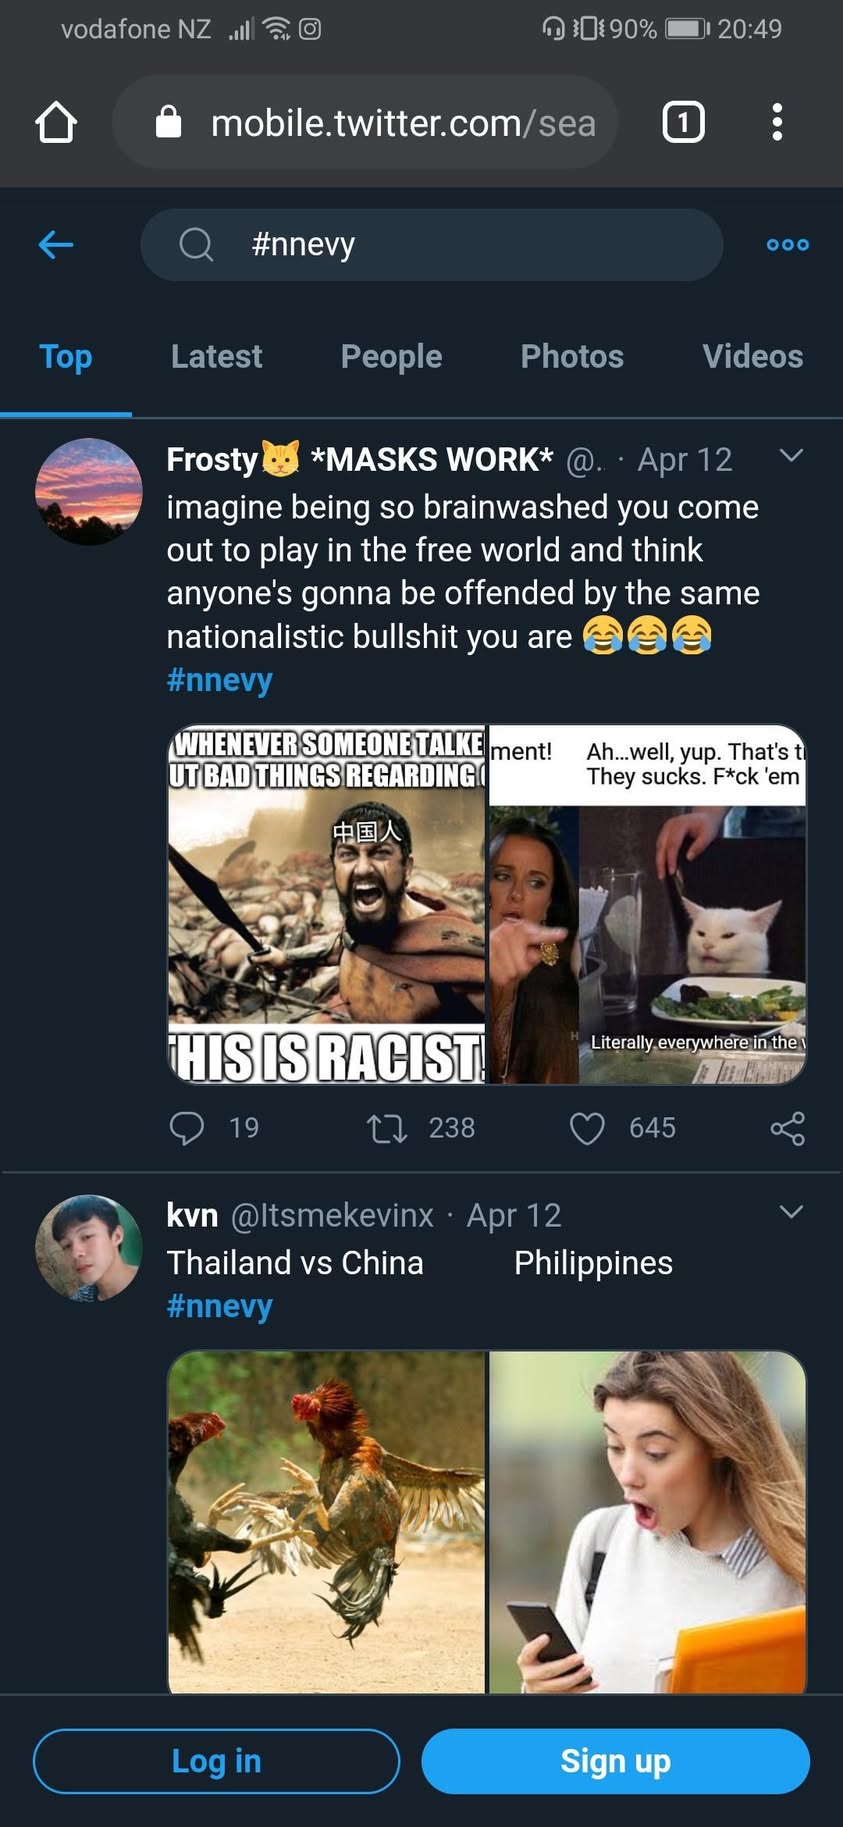 vodafone NZ 90% 20:49
mobile.twitter.com/sea 1
#nnevy
Top Latest People Photos Videos
Frosty🐱 *MASKS WORK* @.. · Apr 12
imagine being so brainwashed you come
out to play in the free world and think
anyone's gonna be offended by the same
nationalistic bullshit you are 😂😂😂
#nnevy
WHENEVER SOMEONE TALKE
UT BAD THINGS REGARDING
中国人
THIS IS RACIST!
ment! Ah...well, yup. That's
They sucks. F*ck 'em
Literally everywhere in the
19 238 645
kvn @Itsmekevinx · Apr 12
Thailand vs China Philippines
#nnevy
Log in Sign up